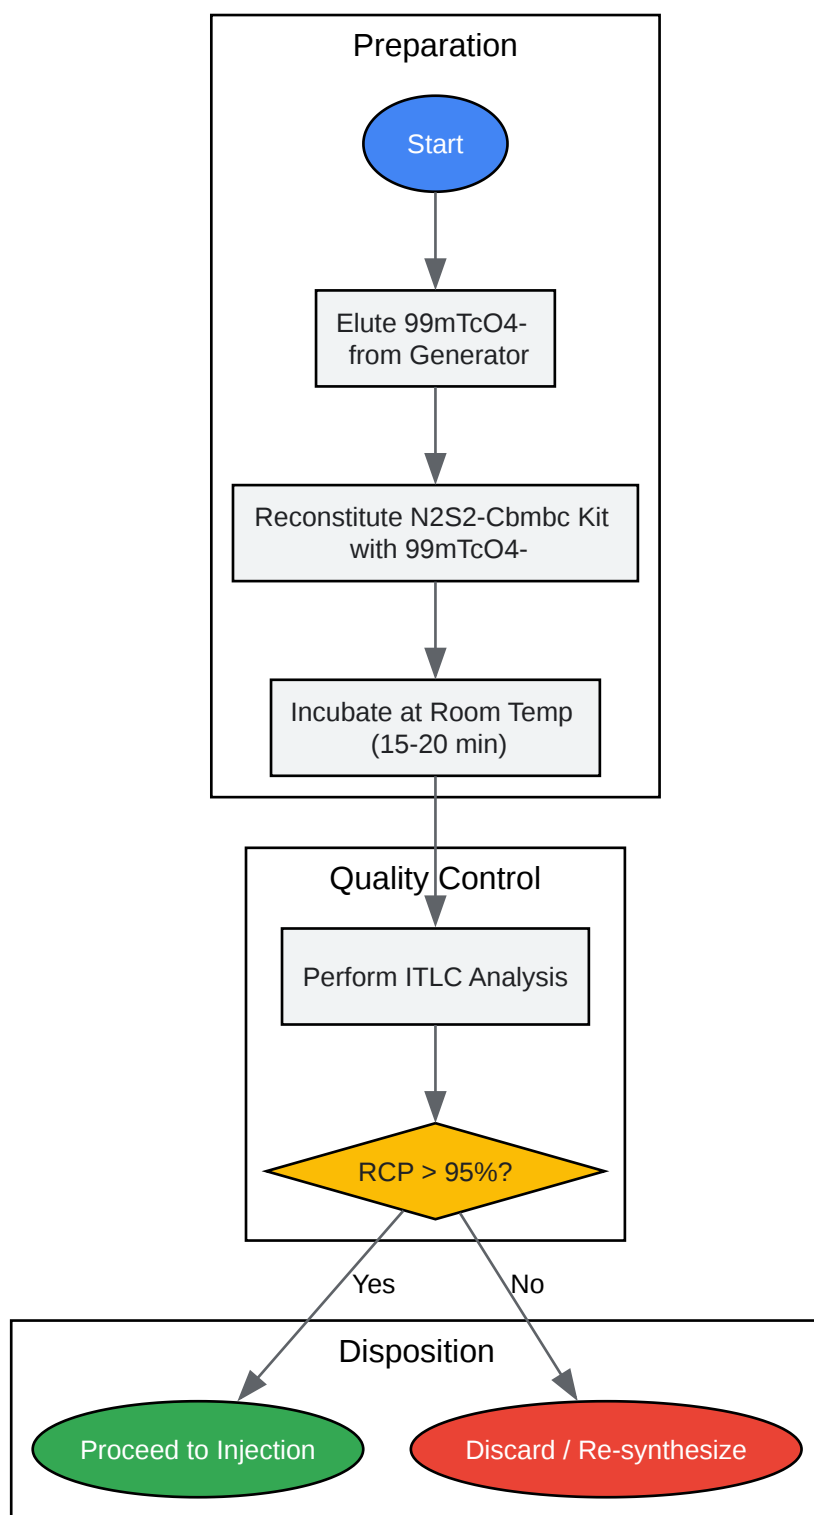 Preparation
Start
Elute 99mTcO4-
from Generator
Reconstitute N2S2-Cbmbc Kit
with 99mTcO4-
Incubate at Room Temp
(15-20 min)
Quality Control
Perform ITLC Analysis
RCP > 95%?
Yes
No
Disposition
Proceed to Injection
Discard / Re-synthesize